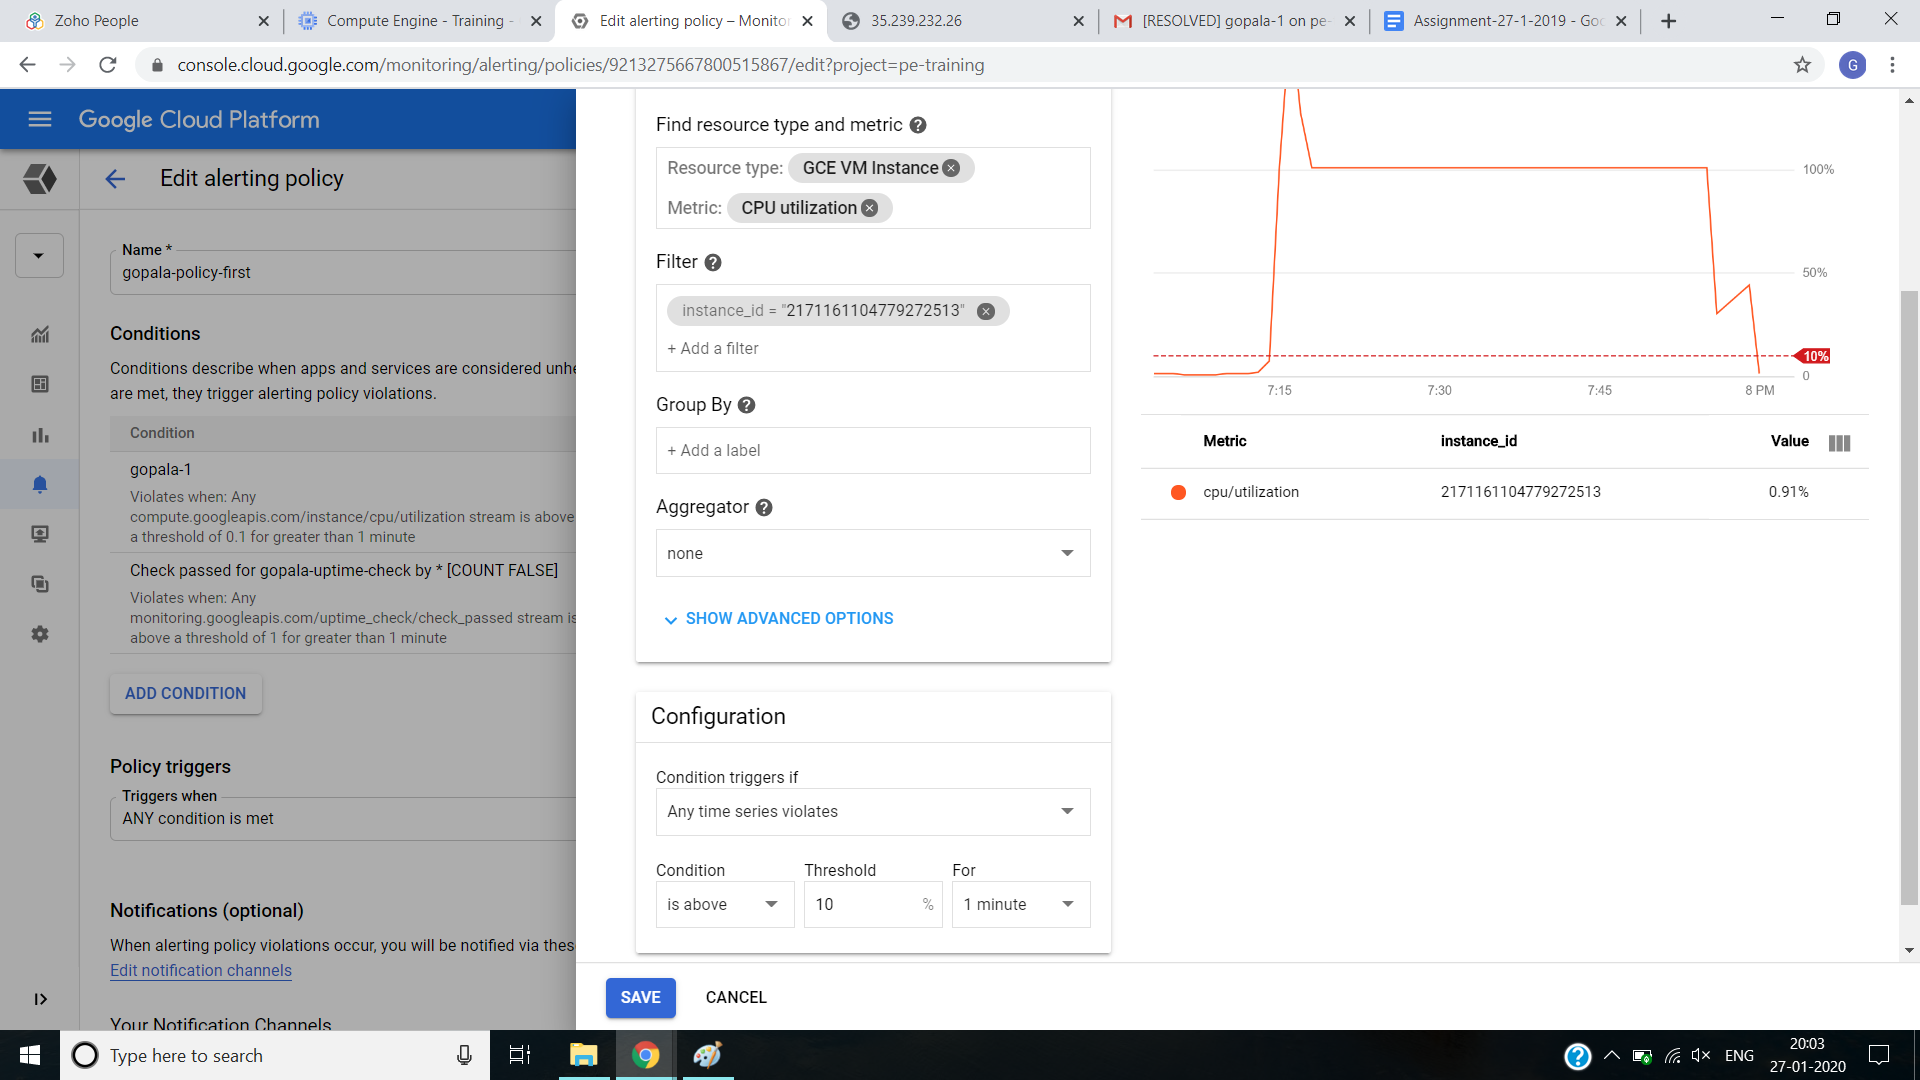 Zoho People
Compute Engine - Training -
Edit alerting policy – Monito
35.239.232.26
[RESOLVED] gopala-1 on pe-
Assignment-27-1-2019 - Goo
console.cloud.google.com/monitoring/alerting/policies/9213275667800515867/edit?project=pe-training
G
Google Cloud Platform
Edit alerting policy
Name *
gopala-policy-first
Conditions
Conditions describe when apps and services are considered unhe
are met, they trigger alerting policy violations.
Condition
gopala-1
Violates when: Any
compute.googleapis.com/instance/cpu/utilization stream is above
a threshold of 0.1 for greater than 1 minute
Check passed for gopala-uptime-check by * [COUNT FALSE]
Violates when: Any
monitoring.googleapis.com/uptime_check/check_passed stream is
above a threshold of 1 for greater than 1 minute
ADD CONDITION
Policy triggers
Triggers when
ANY condition is met
Notifications (optional)
When alerting policy violations occur, you will be notified via thes
Edit notification channels
Your Notification Channels
Find resource type and metric
Resource type: GCE VM Instance
Metric: CPU utilization
Filter
instance_id = "2171161104779272513"
+ Add a filter
Group By
+ Add a label
Aggregator
none
SHOW ADVANCED OPTIONS
Configuration
Condition triggers if
Any time series violates
Condition Threshold For
is above 10 % 1 minute
SAVE CANCEL
100%
50%
10%
0
7:15 7:30 7:45 8 PM
Metric instance_id Value
cpu/utilization 2171161104779272513 0.91%
Type here to search
ENG
20:03
27-01-2020